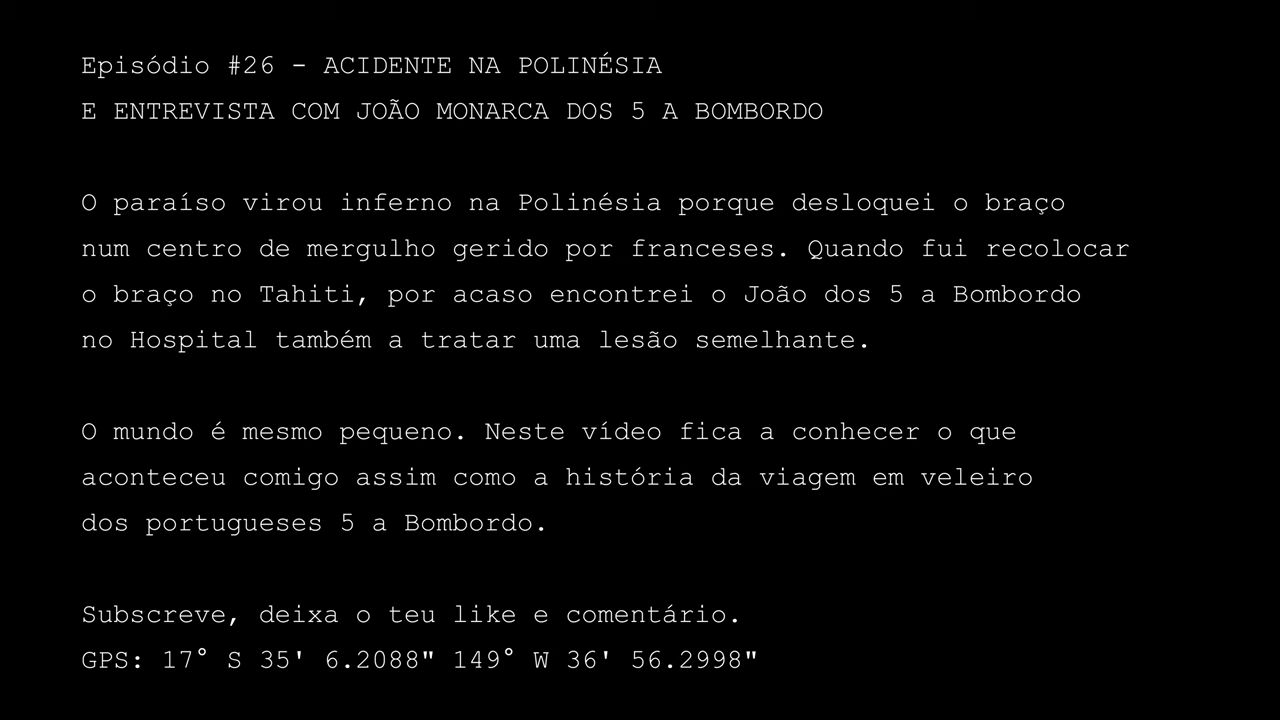 Episódio #26 - ACIDENTE NA POLINÉSIA
E ENTREVISTA COM JOÃO MONARCA DOS 5 A BOMBORDO
O paraíso virou inferno na Polinésia porque desloquei o braço
num centro de mergulho gerido por franceses. Quando fui recolocar
o braço no Tahiti, por acaso encontrei o João dos 5 a Bombordo
no Hospital também a tratar uma lesão semelhante.
O mundo é mesmo pequeno. Neste vídeo fica a conhecer o que
aconteceu comigo assim como a história da viagem em veleiro
dos portugueses 5 a Bombordo.
Subscreve, deixa o teu like e comentário.
GPS: 17° S 35' 6.2088" 149° W 36' 56.2998"